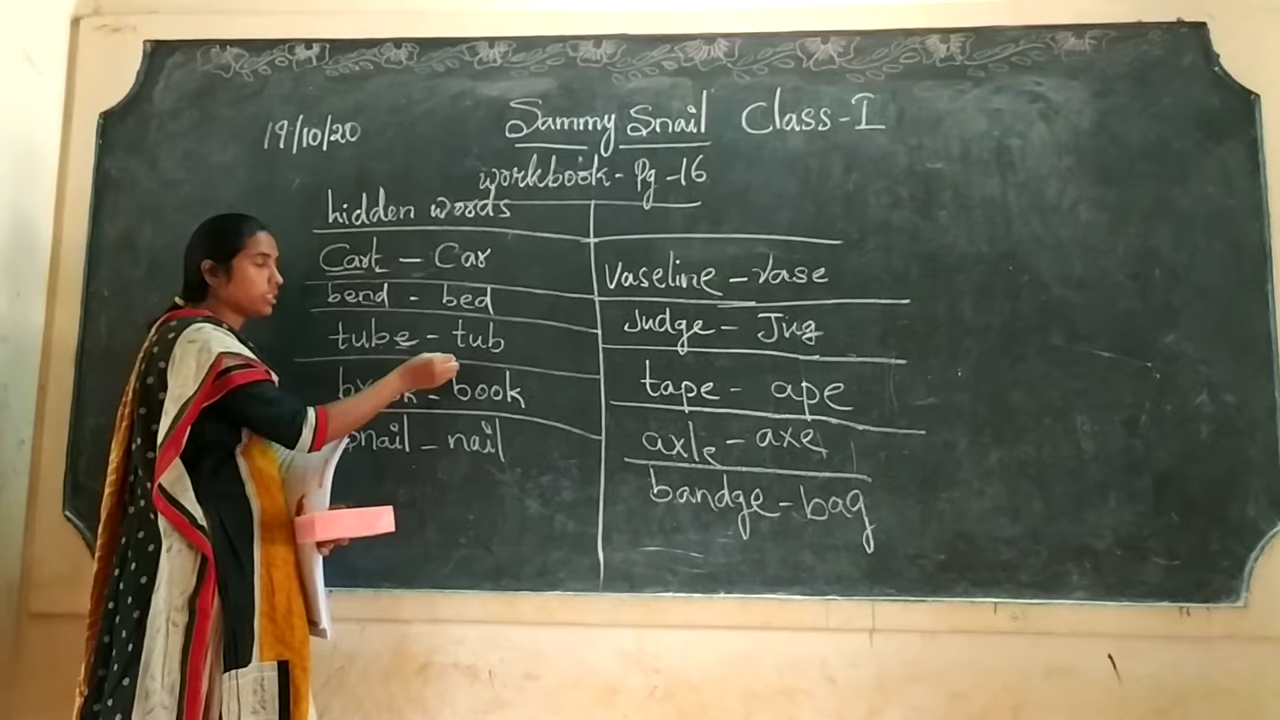 19/10/20
Sammy Snail Class-I
workbook - Pg -16
hidden words
Cart - Car
bend - bed
tube - tub
- book
snail - nail
Vaseline - Vase
Judge - Jug
tape - ape
axle - axe
bandge - bag